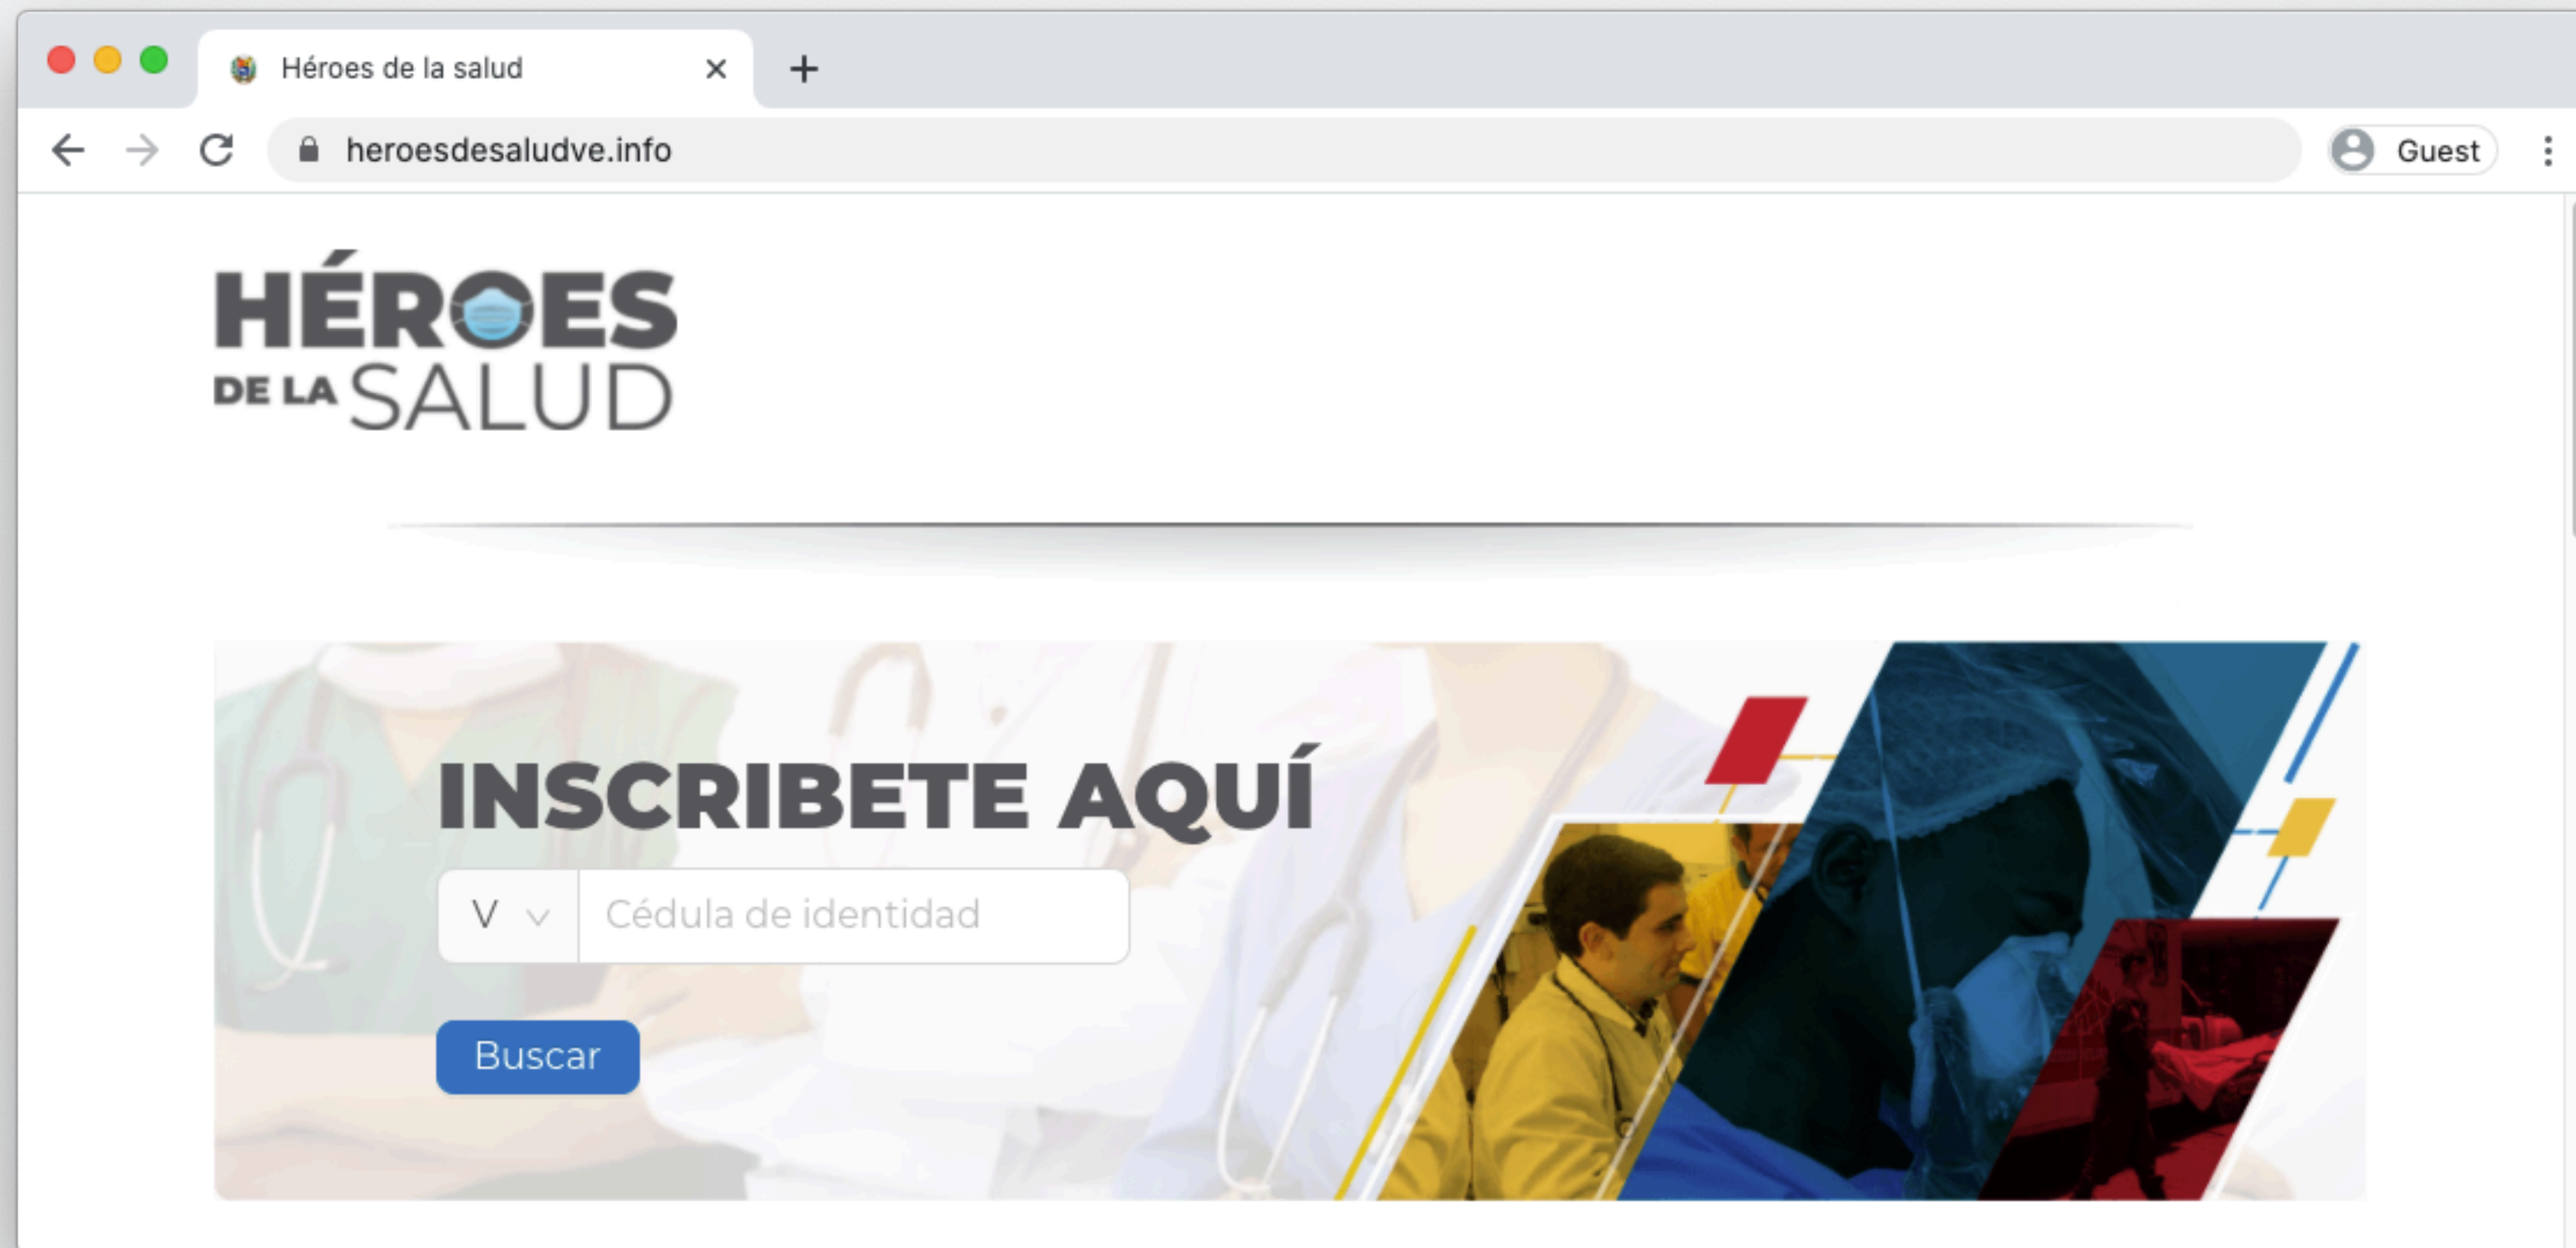 Héroes de la salud
heroesdesaludve.info
Guest
HÉROES
DE LA SALUD
INSCRIBETE AQUÍ
V
Cédula de identidad
Buscar